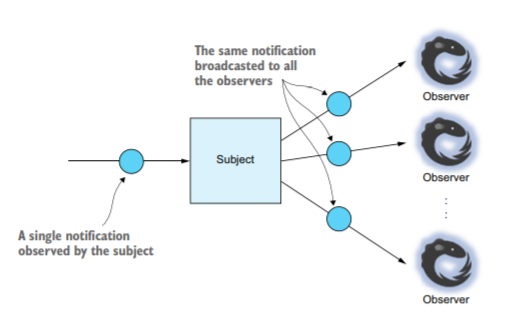 The same notification
broadcasted to all
the observers
Observer
Subject
Observer
A single notification
observed by the subject
Observer